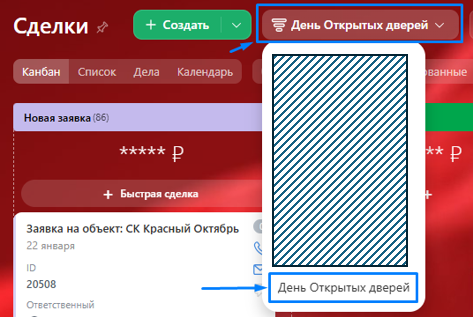 Сделки
Создать
День Открытых дверей
Канбан
Список
Дела
Календарь
Новая заявка (86)
***** ₽
** ₽
+ Быстрая сделка
Заявка на объект: СК Красный Октябрь
22 января
ID
20508
Ответственный
День Открытых дверей